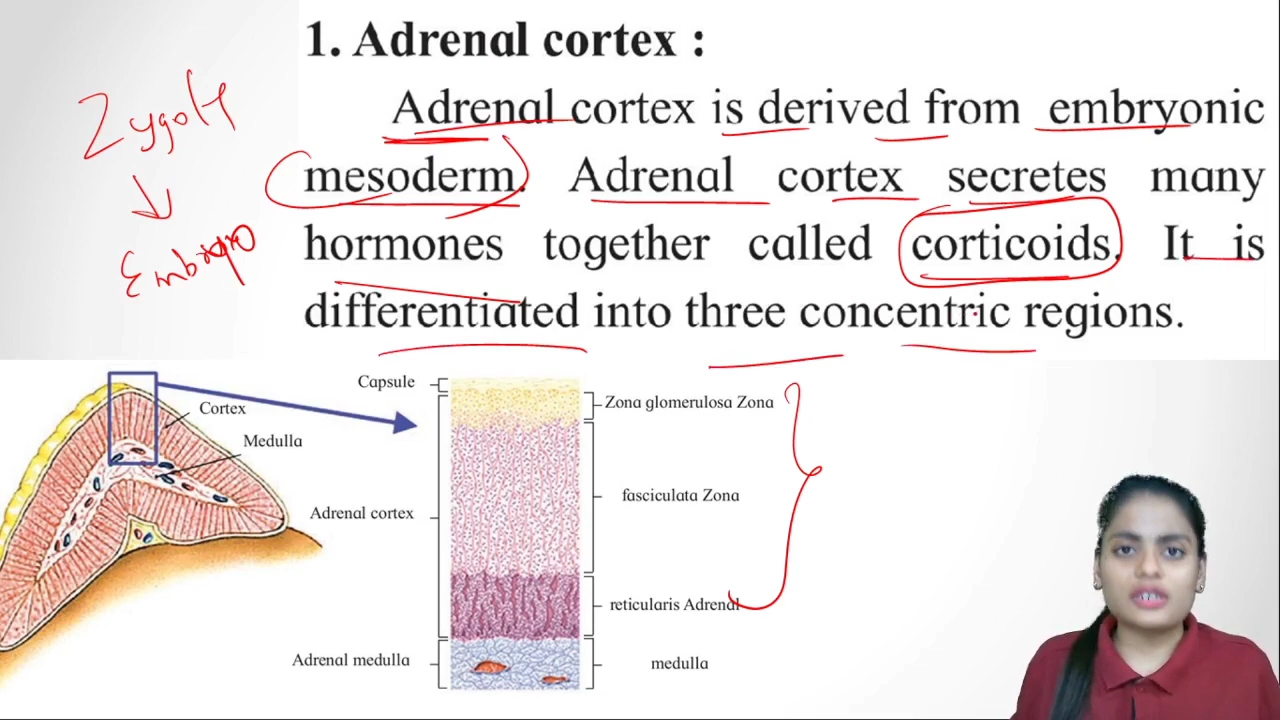 1. Adrenal cortex :
Adrenal cortex is derived from embryonic
mesoderm. Adrenal cortex secretes many
hormones together called corticoids. It is
differentiated into three concentric regions.
Zygote
Embryo
Capsule
Zona glomerulosa Zona
Cortex
Medulla
fasciculata Zona
Adrenal cortex
reticularis Adrenal
Adrenal medulla
medulla